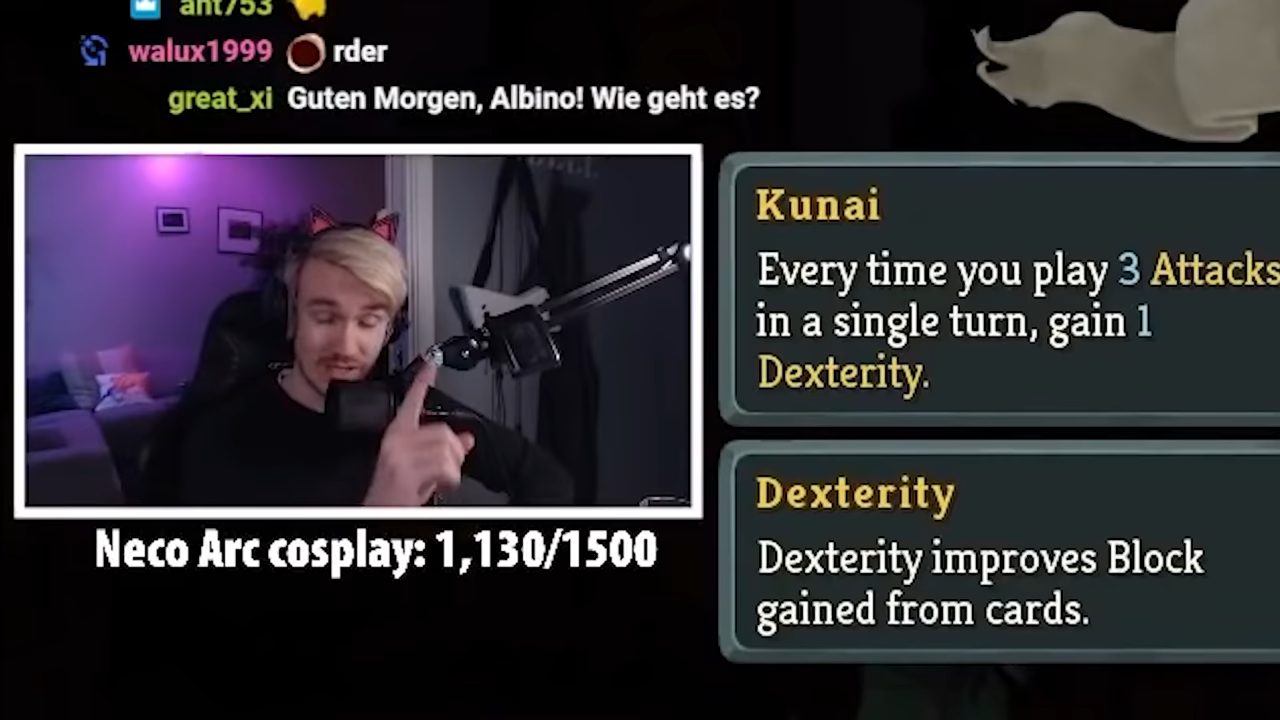 ant753
walux1999 rder
great_xi Guten Morgen, Albino! Wie geht es?
Kunai
Every time you play 3 Attacks
in a single turn, gain 1
Dexterity.
Dexterity
Dexterity improves Block
gained from cards.
Neco Arc cosplay: 1,130/1500